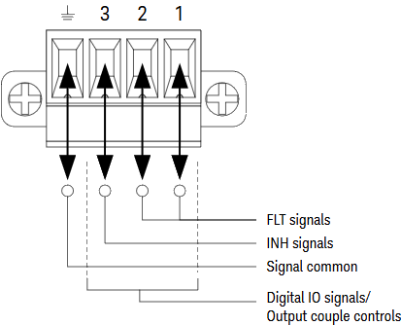 ⏚ 3 2 1
FLT signals
INH signals
Signal common
Digital IO signals/
Output couple controls